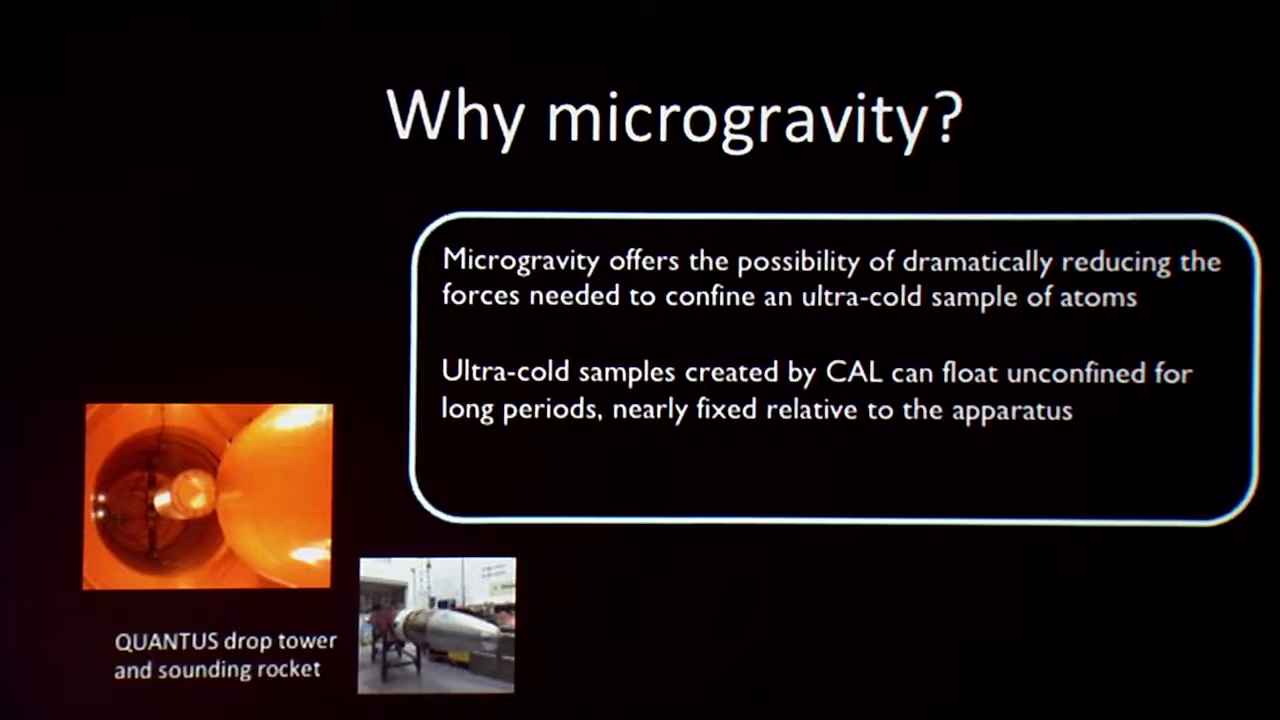 Why microgravity?
Microgravity offers the possibility of dramatically reducing the
forces needed to confine an ultra-cold sample of atoms
Ultra-cold samples created by CAL can float unconfined for
long periods, nearly fixed relative to the apparatus
QUANTUS drop tower
and sounding rocket